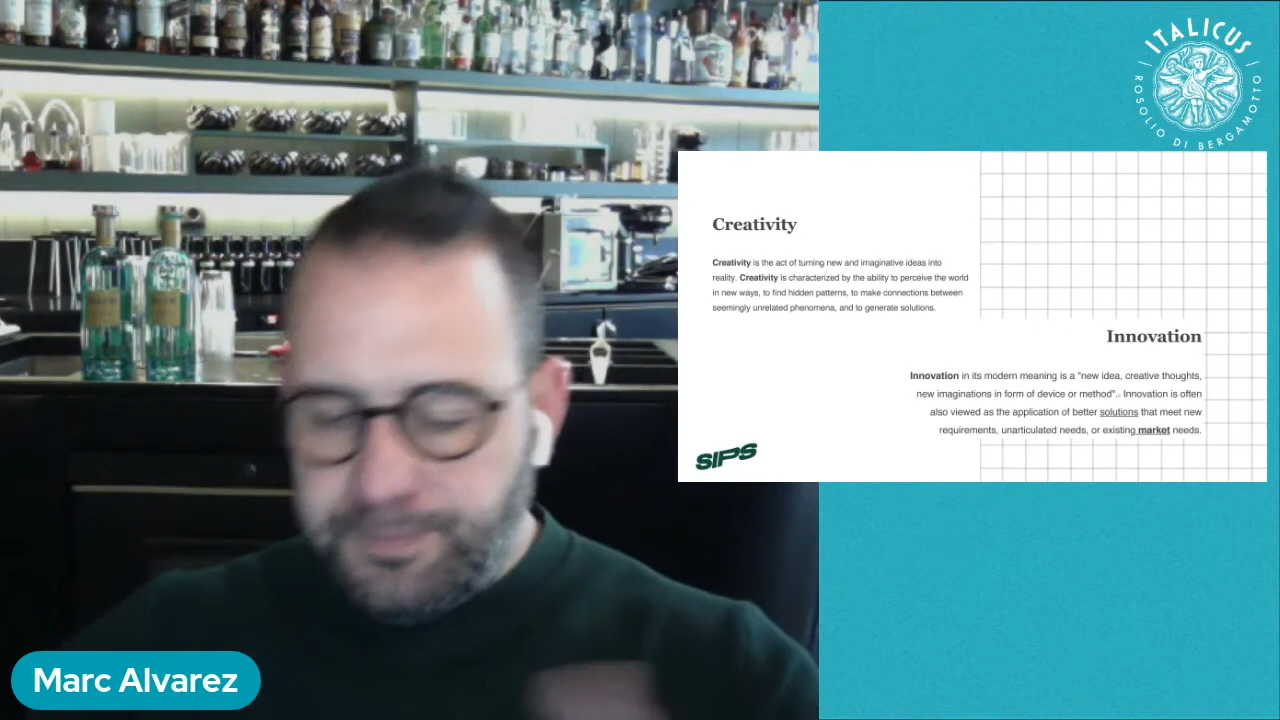 ITALICUS
ROSOLIO DI BERGAMOTTO
Creativity
Creativity is the act of turning new and imaginative ideas into
reality. Creativity is characterized by the ability to perceive the world
in new ways, to find hidden patterns, to make connections between
seemingly unrelated phenomena, and to generate solutions.
Innovation
Innovation in its modern meaning is a "new idea, creative thoughts,
new imaginations in form of device or method". Innovation is often
also viewed as the application of better solutions that meet new
requirements, unarticulated needs, or existing market needs.
SIPS
Marc Alvarez